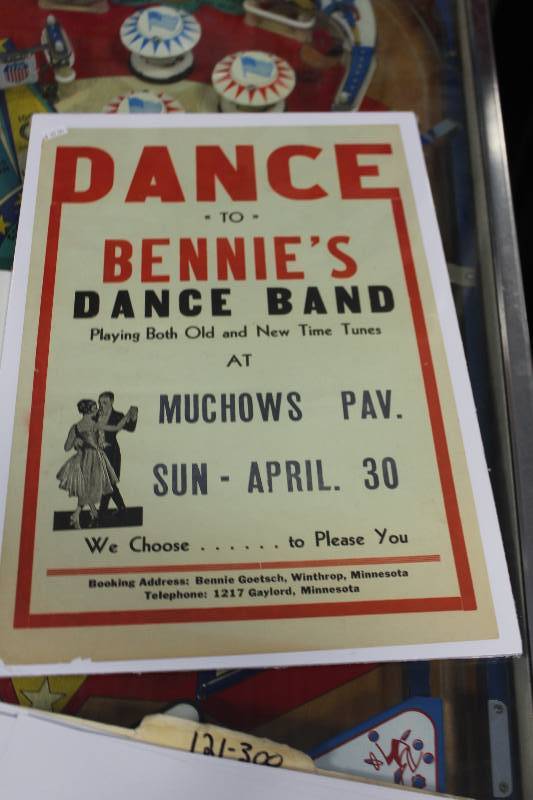 DANCE
- TO -
BENNIE'S
DANCE BAND
Playing Both Old and New Time Tunes
AT
MUCHOWS PAV.
SUN - APRIL. 30
We Choose . . . . . . to Please You
Booking Address: Bennie Goetsch, Winthrop, Minnesota
Telephone: 1217 Gaylord, Minnesota
121-300